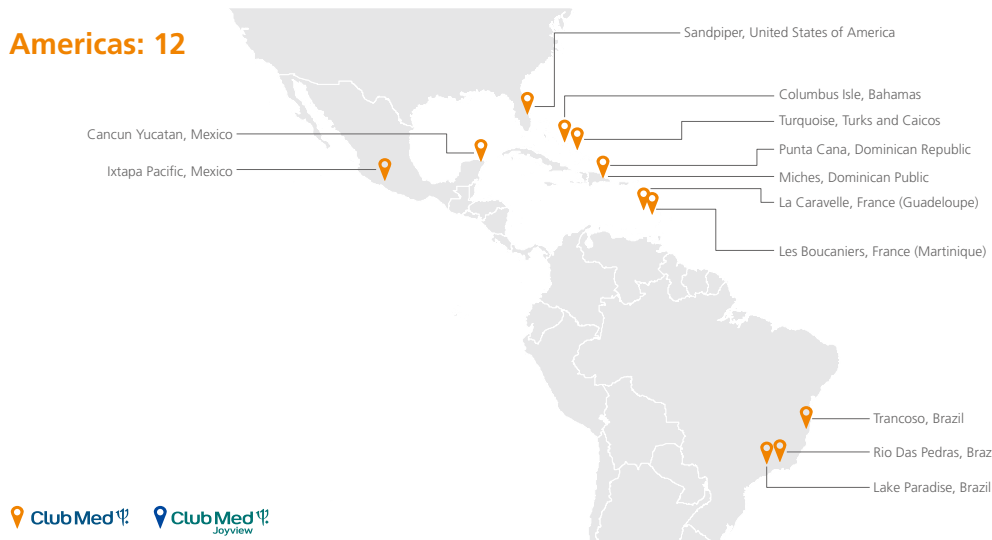 Americas: 12
Sandpiper, United States of America
Columbus Isle, Bahamas
Turquoise, Turks and Caicos
Cancun Yucatan, Mexico
Punta Cana, Dominican Republic
Ixtapa Pacific, Mexico
Miches, Dominican Public
La Caravelle, France (Guadeloupe)
Les Boucaniers, France (Martinique)
Trancoso, Brazil
Rio Das Pedras, Braz
Lake Paradise, Brazil
Club Med
Club Med
Joyview